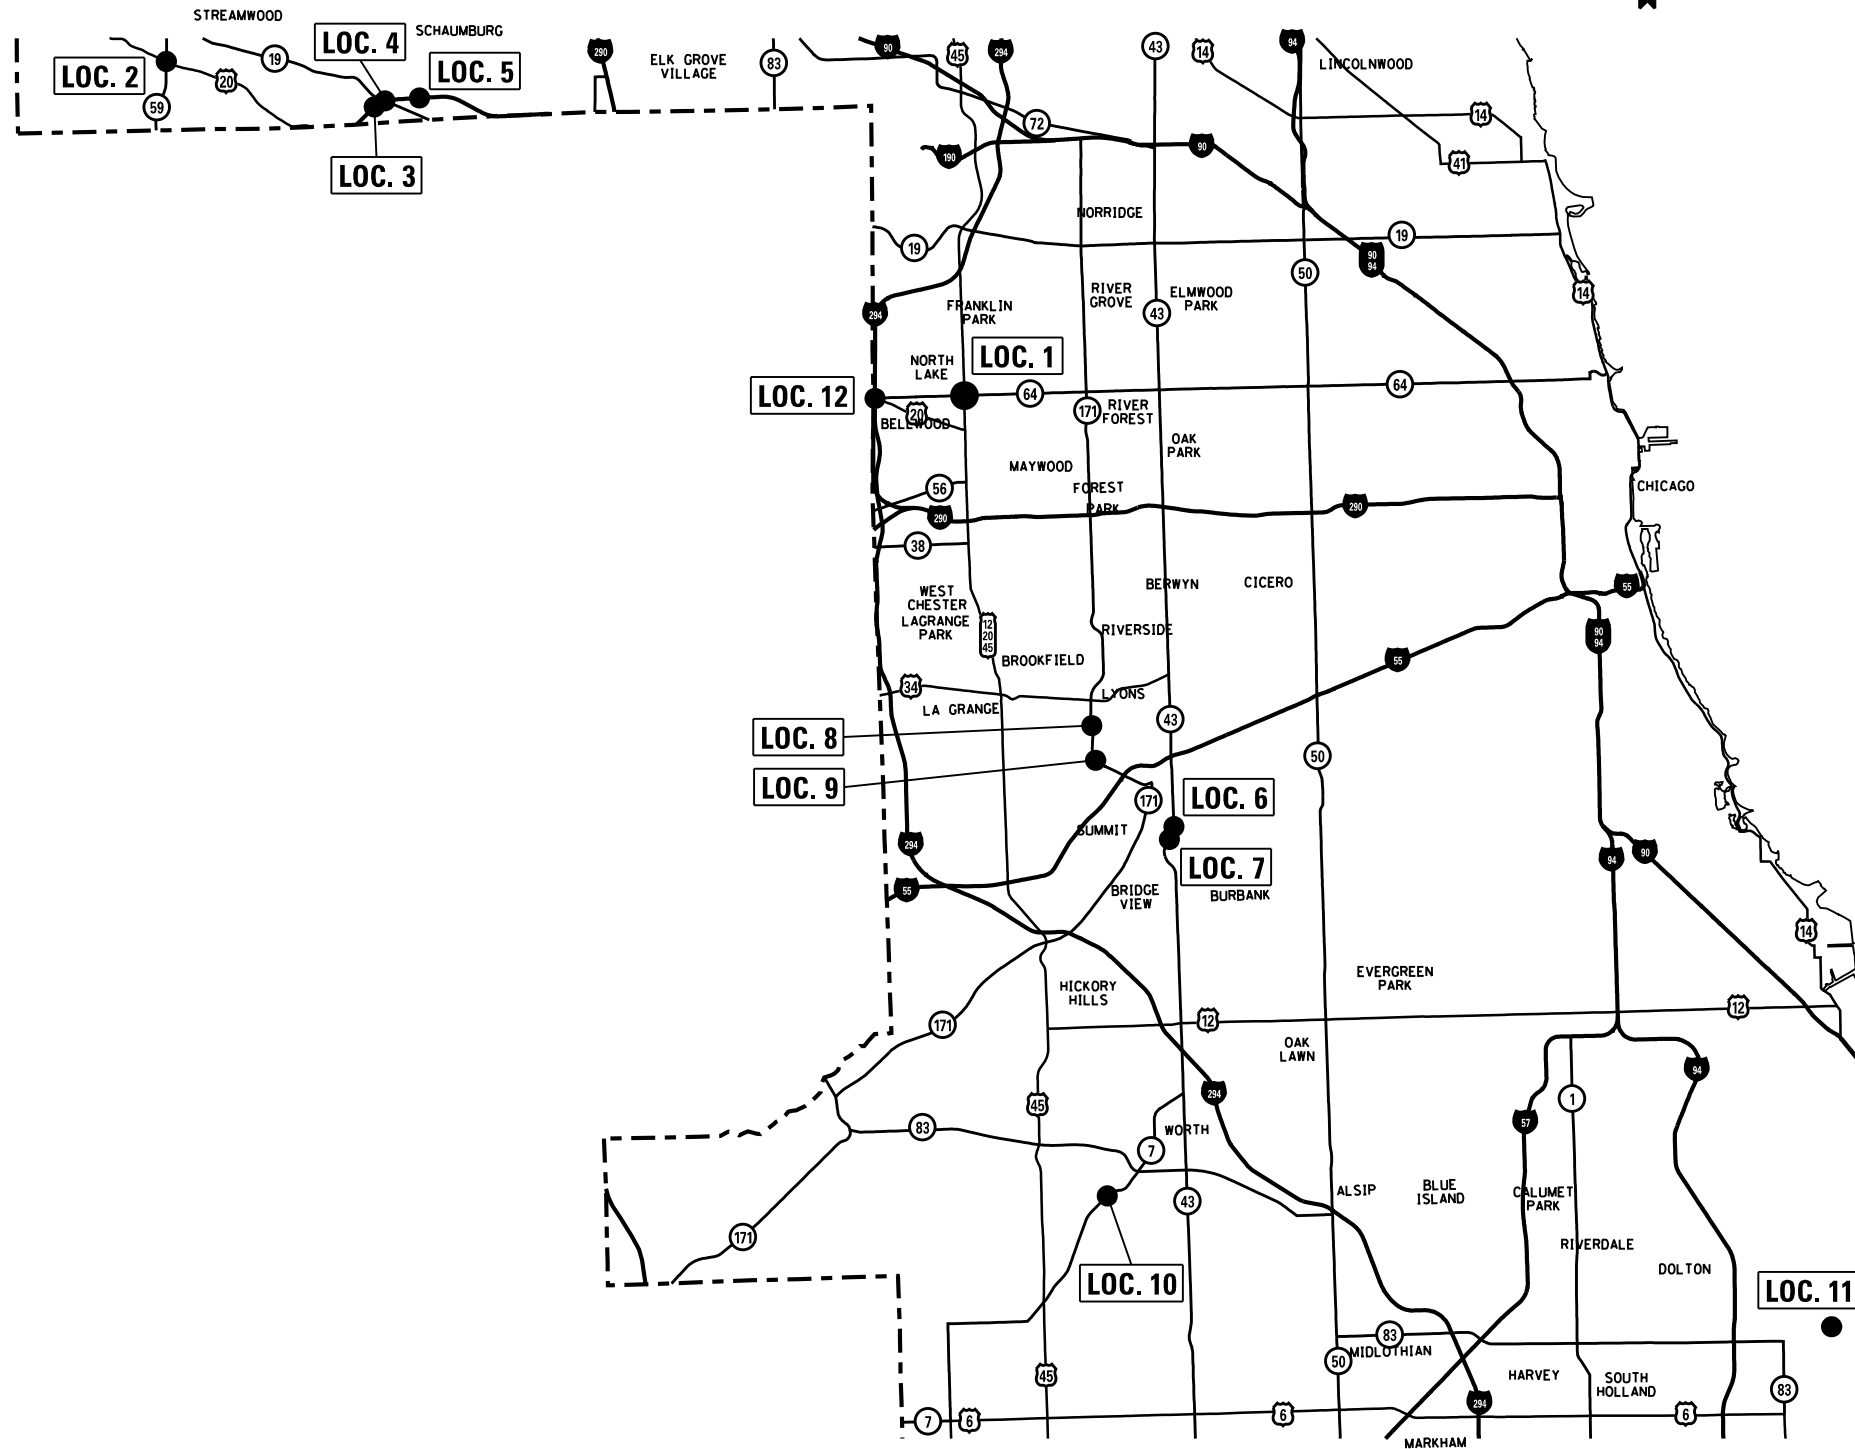 STREAMWOOD
LOC. 4
SCHAUMBURG
LOC. 2
19
20
59
LOC. 5
LOC. 3
290
ELK GROVE
VILLAGE
83
90
45
294
43
14
94
LINCOLNWOOD
72
190
90
14
41
NORRIDGE
19
19
90
94
50
14
294
FRANKLIN
PARK
RIVER
GROVE
ELMWOOD
PARK
43
NORTH
LAKE
LOC. 1
LOC. 12
64
64
20
BELLWOOD
171
RIVER
FOREST
OAK
PARK
MAYWOOD
56
FOREST
PARK
CHICAGO
290
290
38
BERWYN
CICERO
55
WEST
CHESTER
LAGRANGE
PARK
12
20
45
RIVERSIDE
90
94
BROOKFIELD
55
34
LYONS
LA GRANGE
43
LOC. 8
50
LOC. 9
171
LOC. 6
SUMMIT
294
94
90
LOC. 7
55
BRIDGE
VIEW
BURBANK
14
EVERGREEN
PARK
HICKORY
HILLS
171
12
12
OAK
LAWN
94
294
45
1
57
83
WORTH
7
ALSIP
BLUE
ISLAND
CALUMET
PARK
43
171
RIVERDALE
DOLTON
LOC. 10
LOC. 11
83
MIDLOTHIAN
50
45
HARVEY
SOUTH
HOLLAND
83
294
7
6
6
6
MARKHAM